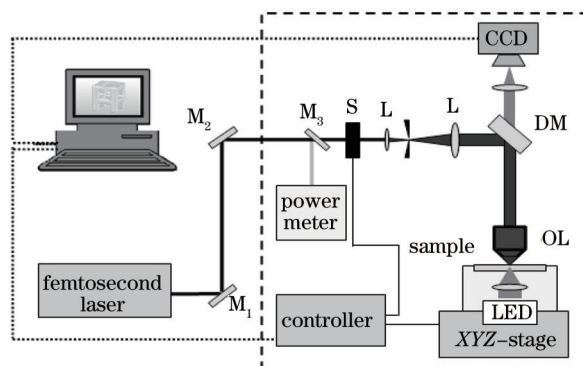 CCD
M2
M3
S
L
L
DM
power
meter
OL
sample
femtosecond
laser
M1
controller
LED
XYZ-stage